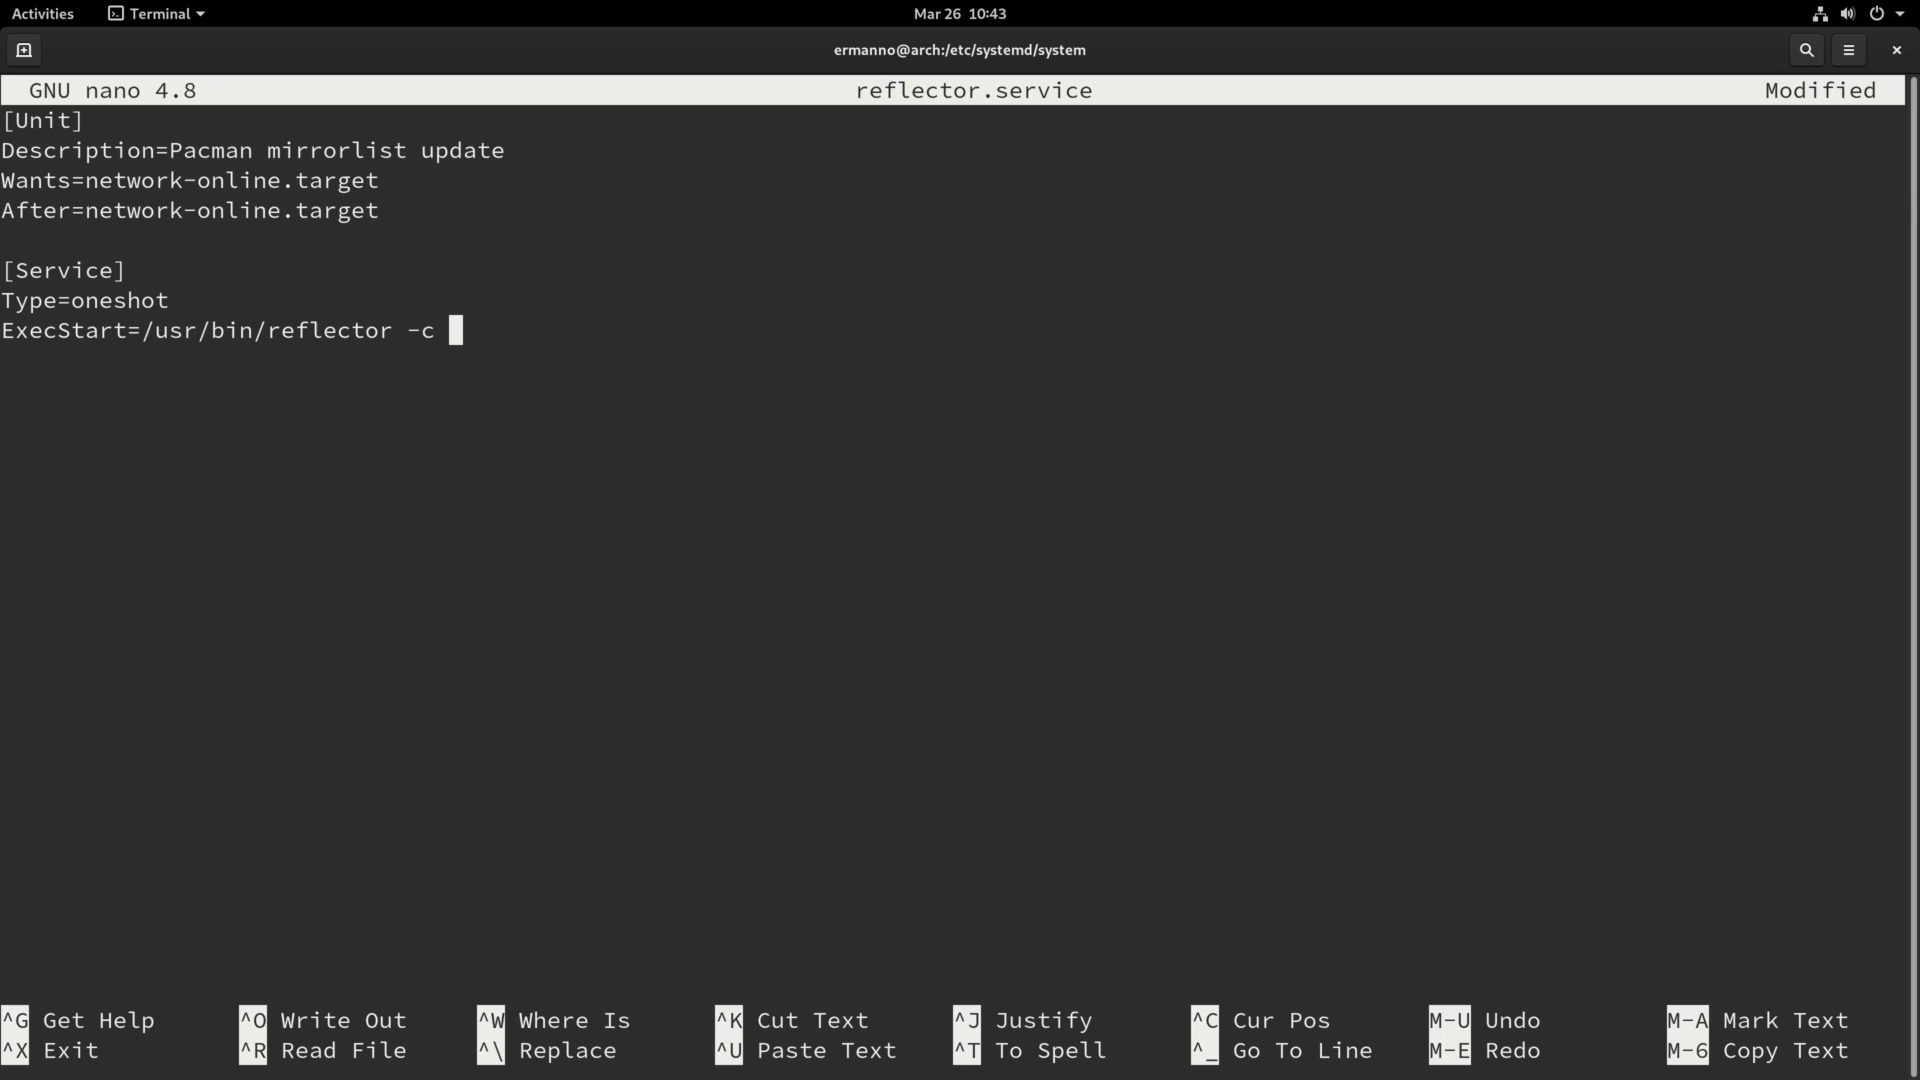 Activities Terminal Mar 26 10:43
ermanno@arch:/etc/systemd/system
GNU nano 4.8 reflector.service Modified
[Unit]
Description=Pacman mirrorlist update
Wants=network-online.target
After=network-online.target
[Service]
Type=oneshot
ExecStart=/usr/bin/reflector -c
^G Get Help ^O Write Out ^W Where Is ^K Cut Text ^J Justify ^C Cur Pos M-U Undo M-A Mark Text
^X Exit ^R Read File ^\ Replace ^U Paste Text ^T To Spell ^_ Go To Line M-E Redo M-6 Copy Text